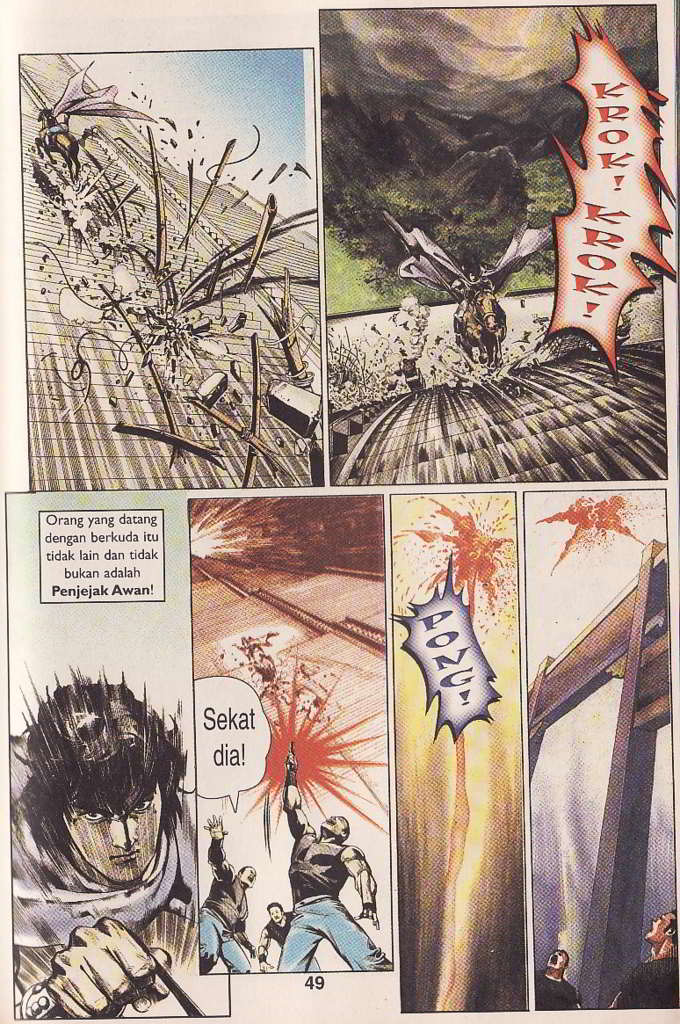 KROK! KROK!
Orang yang datang
dengan berkuda itu
tidak lain dan tidak
bukan adalah
Penjejak Awan!
Sekat
dia!
PONG!
49